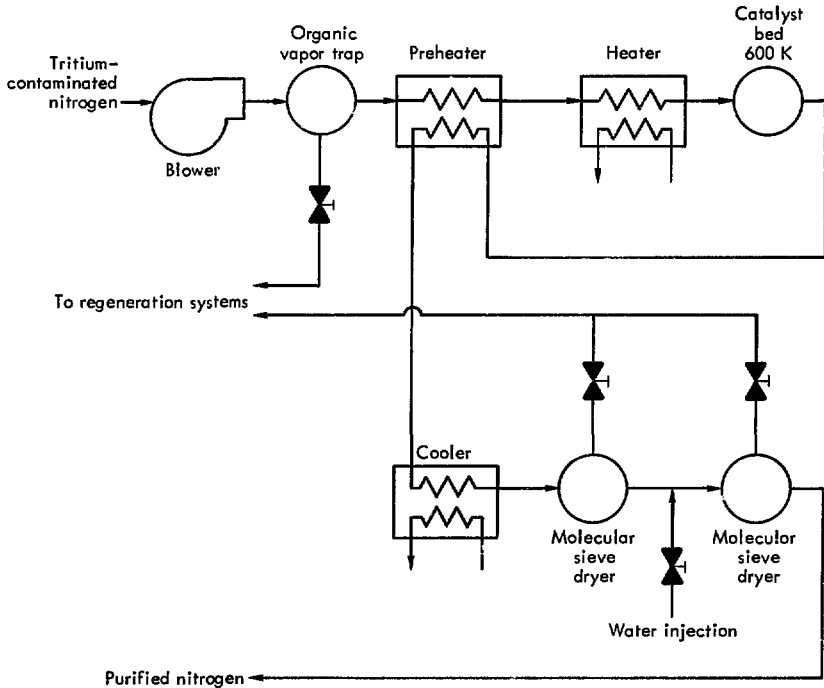 Tritium-
contaminated
nitrogen
Blower
Organic
vapor trap
Preheater
Heater
Catalyst
bed
600 K
To regeneration systems
Cooler
Molecular
sieve
dryer
Molecular
sieve
dryer
Water injection
Purified nitrogen